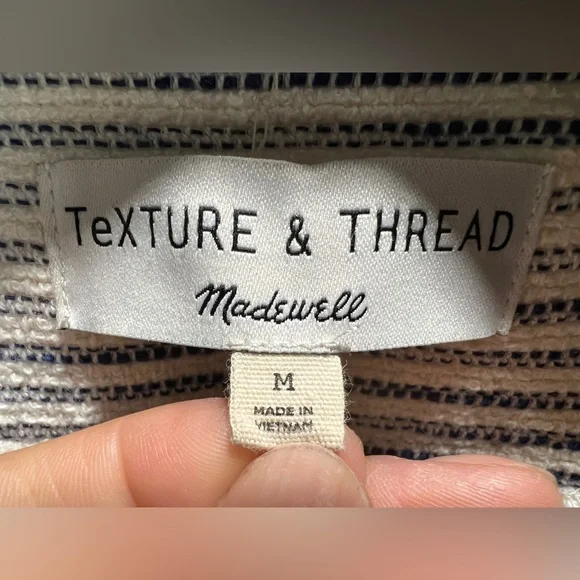 TeXTURE & THREAD
Madewell
M
MADE IN
VIETNAM